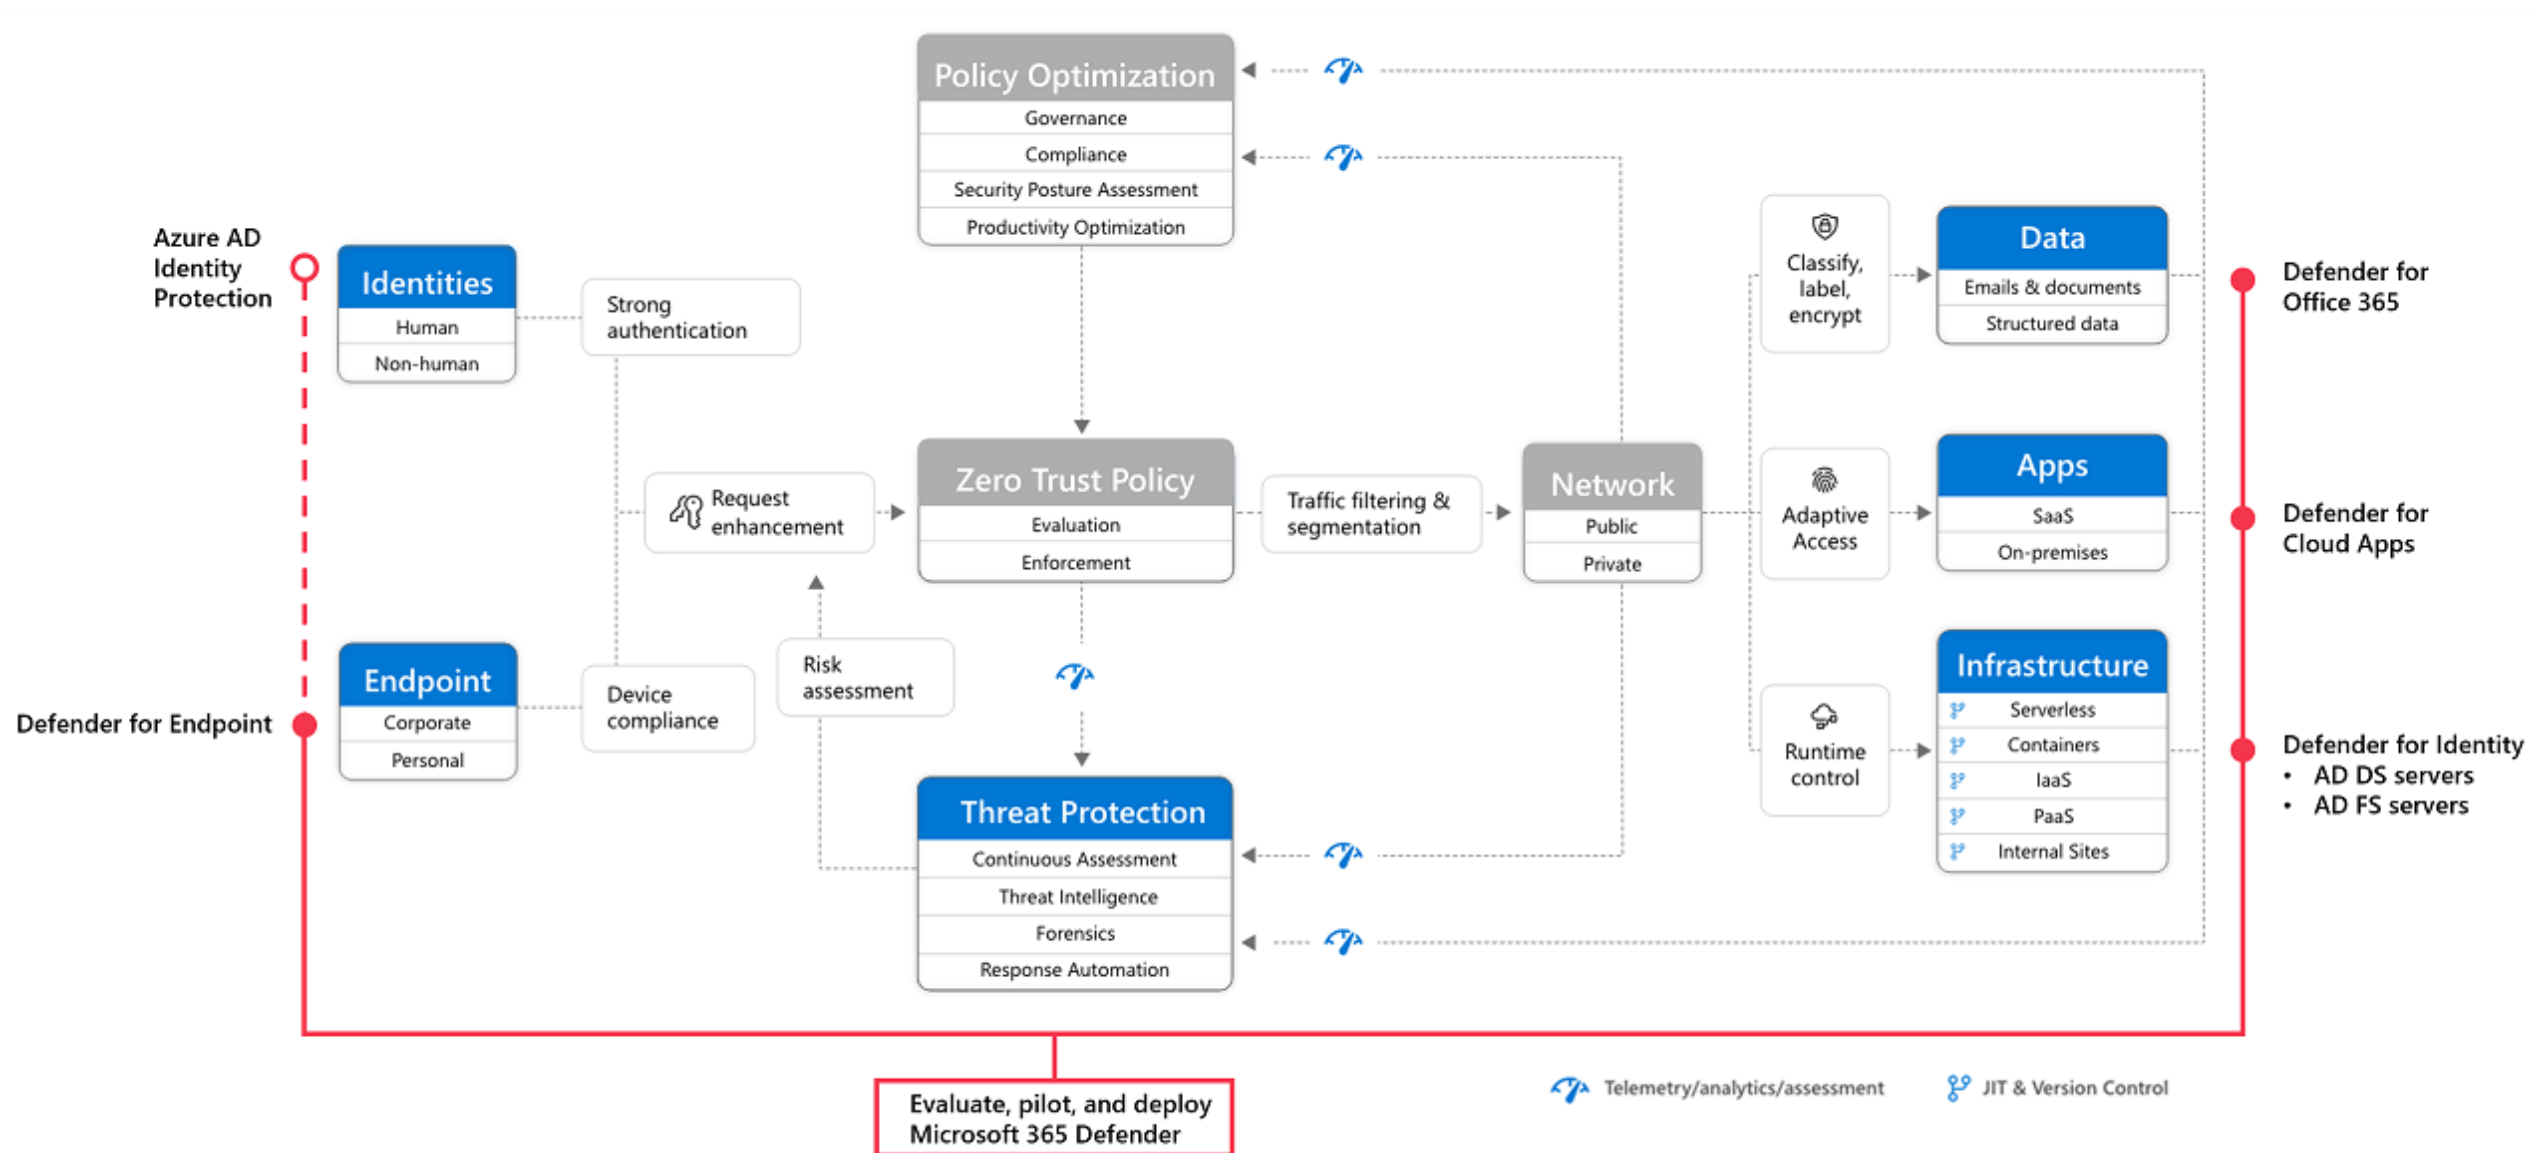 Policy Optimization
Governance
Compliance
Security Posture Assessment
Productivity Optimization
Azure AD
Identity
Protection
Identities
Human
Non-human
Strong
authentication
Defender for Endpoint
Endpoint
Corporate
Personal
Device
compliance
Request
enhancement
Risk
assessment
Zero Trust Policy
Evaluation
Enforcement
Threat Protection
Continuous Assessment
Threat Intelligence
Forensics
Response Automation
Traffic filtering &
segmentation
Network
Public
Private
Classify,
label,
encrypt
Data
Emails & documents
Structured data
Defender for
Office 365
Adaptive
Access
Apps
SaaS
On-premises
Defender for
Cloud Apps
Runtime
control
Infrastructure
Serverless
Containers
IaaS
PaaS
Internal Sites
Defender for Identity
• AD DS servers
• AD FS servers
Evaluate, pilot, and deploy
Microsoft 365 Defender
Telemetry/analytics/assessment
JIT & Version Control